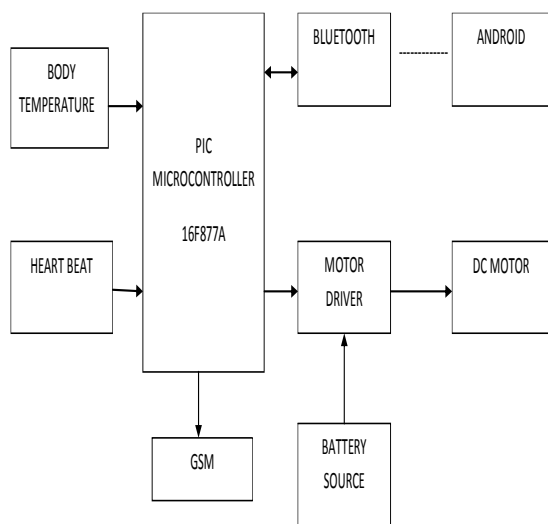 BODY
TEMPERATURE
HEART BEAT
PIC
MICROCONTROLLER
16F877A
GSM
BLUETOOTH
ANDROID
MOTOR
DRIVER
DC MOTOR
BATTERY
SOURCE